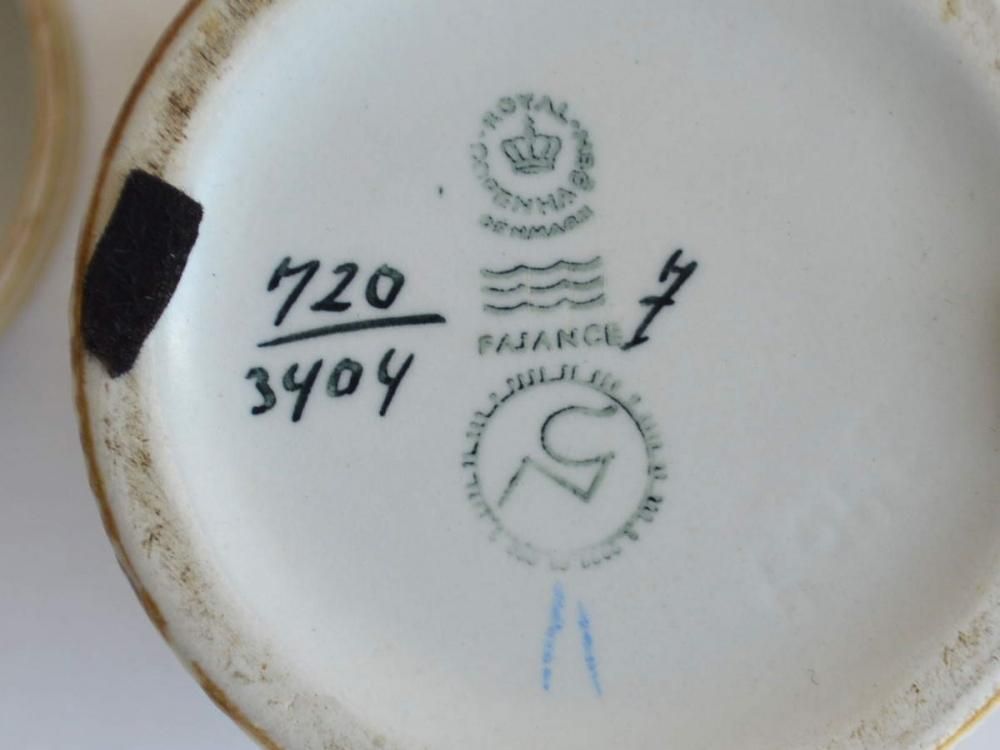 ROYAL COPENHAGEN
DENMARK
FAJANCE
720
3404
7